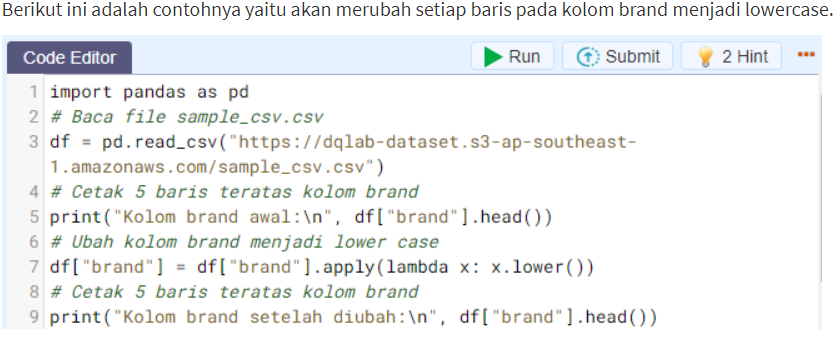 Berikut ini adalah contohnya yaitu akan merubah setiap baris pada kolom brand menjadi lowercase.
Code Editor Run Submit 2 Hint
1 import pandas as pd
2 # Baca file sample_csv.csv
3 df = pd.read_csv("https://dqlab-dataset.s3-ap-southeast-
1.amazonaws.com/sample_csv.csv")
4 # Cetak 5 baris teratas kolom brand
5 print("Kolom brand awal:\n", df["brand"].head())
6 # Ubah kolom brand menjadi lower case
7 df["brand"] = df["brand"].apply(lambda x: x.lower())
8 # Cetak 5 baris teratas kolom brand
9 print("Kolom brand setelah diubah:\n", df["brand"].head())